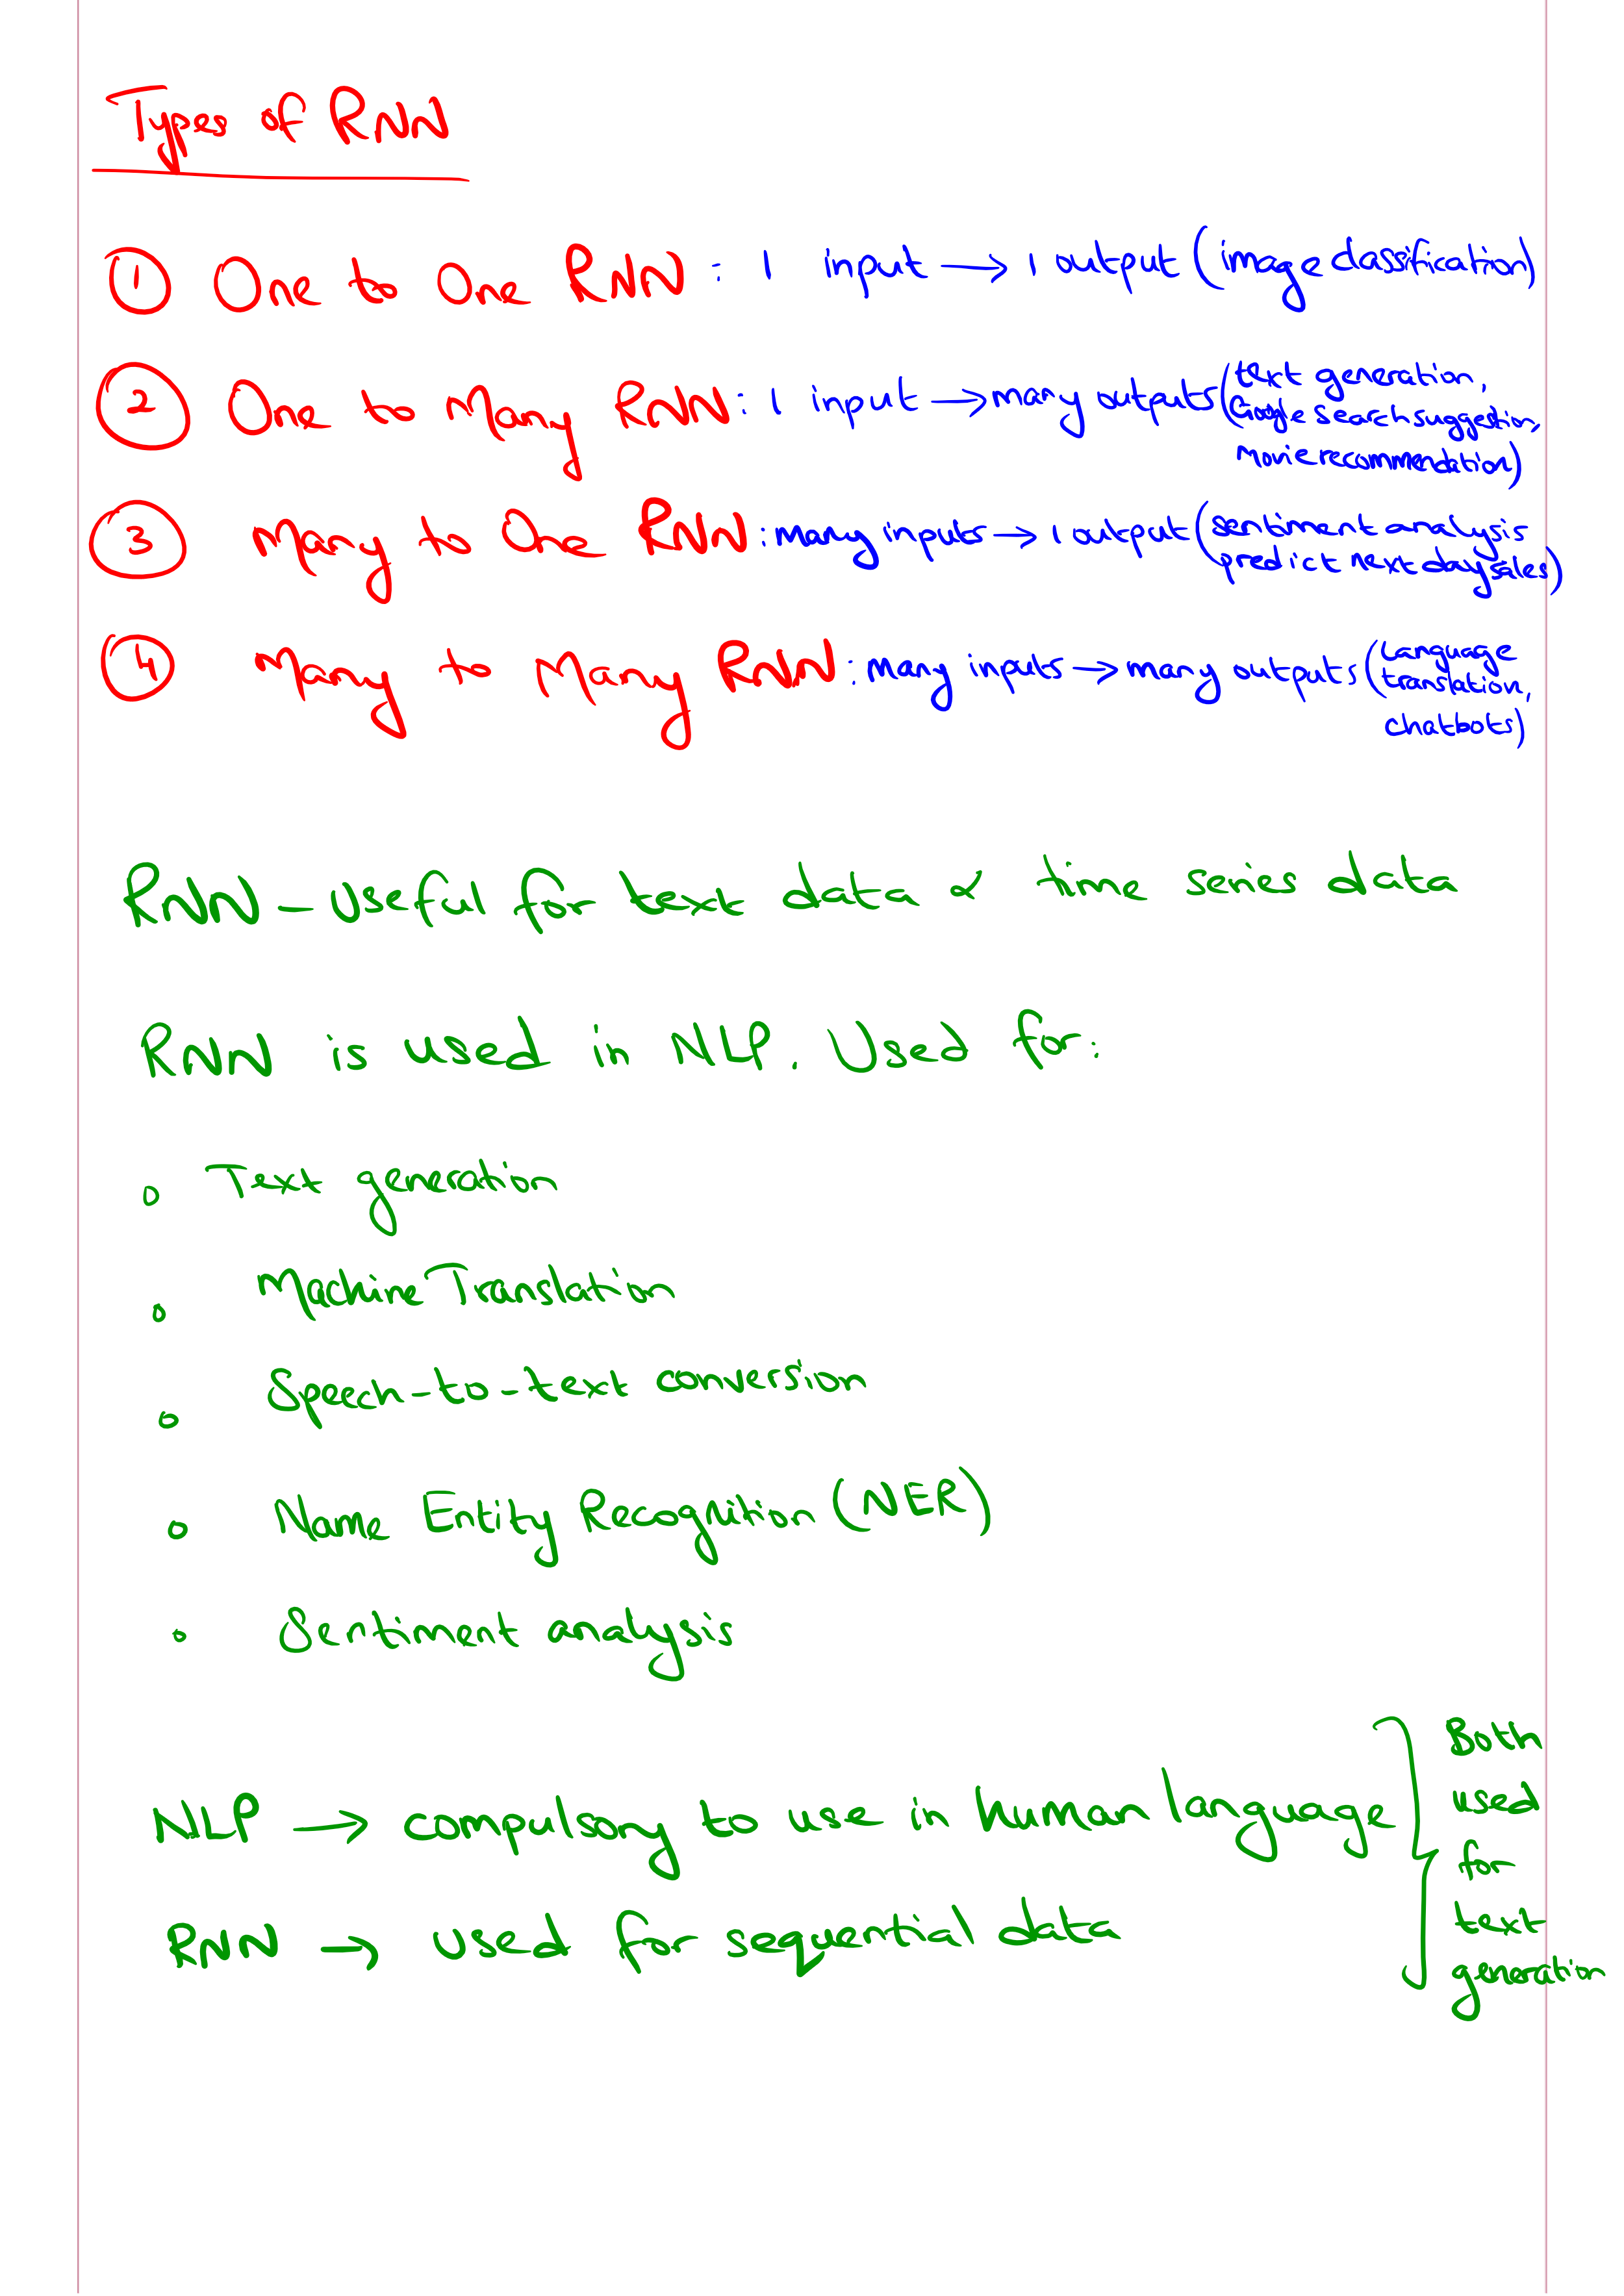 Types of RNN
① One to One RNN : 1 input → 1 output (image classification)
② One to Many RNN : 1 input → many outputs (text generation,
Google search suggestion,
Movie recommendation)
③ Many to One RNN : Many inputs → 1 output (sentiment analysis
predict next day sales)
④ Many to Many RNN : Many inputs → many outputs (Language
translation,
chatbots)
RNN - Useful for text data & time series data
RNN is used in NLP. Used for:
o Text generation
o Machine Translation
o Speech-to-text conversion
o Name Entity Recognition (NER)
o Sentiment analysis
NLP → compulsory to use in human language
RNN → used for sequential data
Both
used
for
text
generation